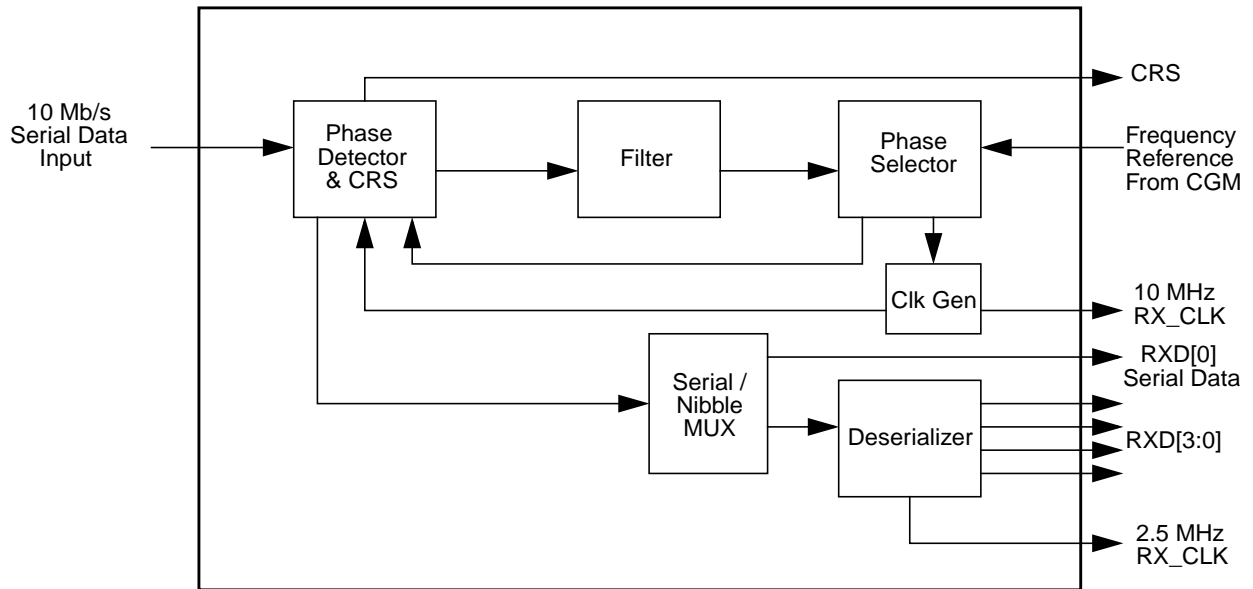 CRS
10 Mb/s
Serial Data
Input
Phase
Detector
& CRS
Filter
Phase
Selector
Frequency
Reference
From CGM
Clk Gen
10 MHz
RX_CLK
Serial /
Nibble
MUX
RXD[0]
Serial Data
Deserializer
RXD[3:0]
2.5 MHz
RX_CLK